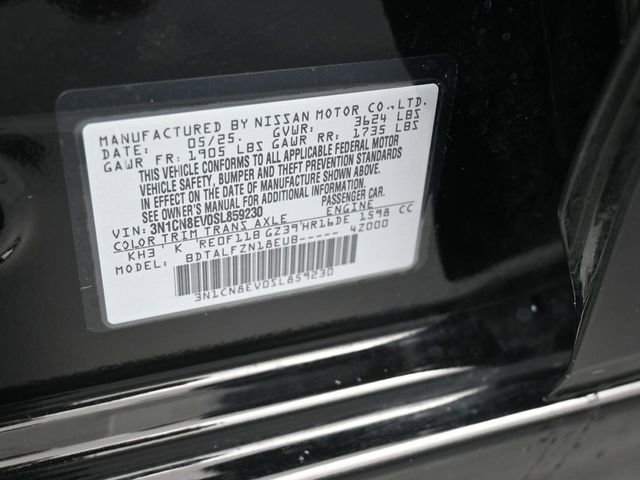 MANUFACTURED BY NISSAN MOTOR CO., LTD.
DATE: 05/25. GVWR: 3624 LBS
GAWR FR: 1905 LBS GAWR RR: 1735 LBS
THIS VEHICLE CONFORMS TO ALL APPLICABLE FEDERAL MOTOR
VEHICLE SAFETY, BUMPER AND THEFT PREVENTION STANDARDS
IN EFFECT ON THE DATE OF MANUFACTURE SHOWN ABOVE.
SEE OWNERS MANUAL FOR MORE INFORMATION.
VIN: 3N1CN8EV0SL859230 PASSENGER CAR.
COLOR TRIM TRANS AXLE ENGINE
KH3 K RE0F11B GZ39 HR16DE 1598 CC
MODEL: BDTALFZN18EUB----- 4Z000
3N1CN8EV0SL859230